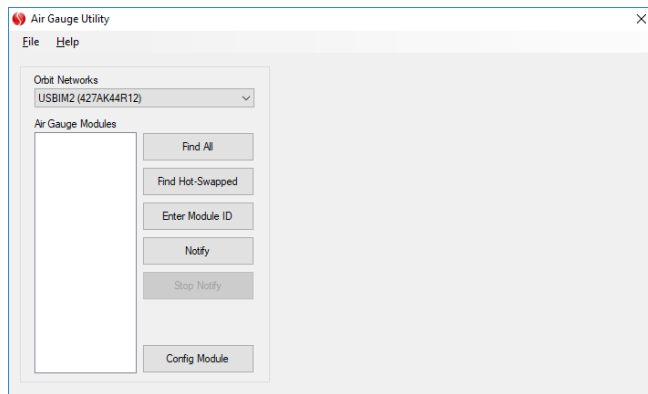 Air Gauge Utility
File Help
Orbit Networks
USBIM2 (427AK44R12)
Air Gauge Modules
Find All
Find Hot-Swapped
Enter Module ID
Notify
Stop Notify
Config Module